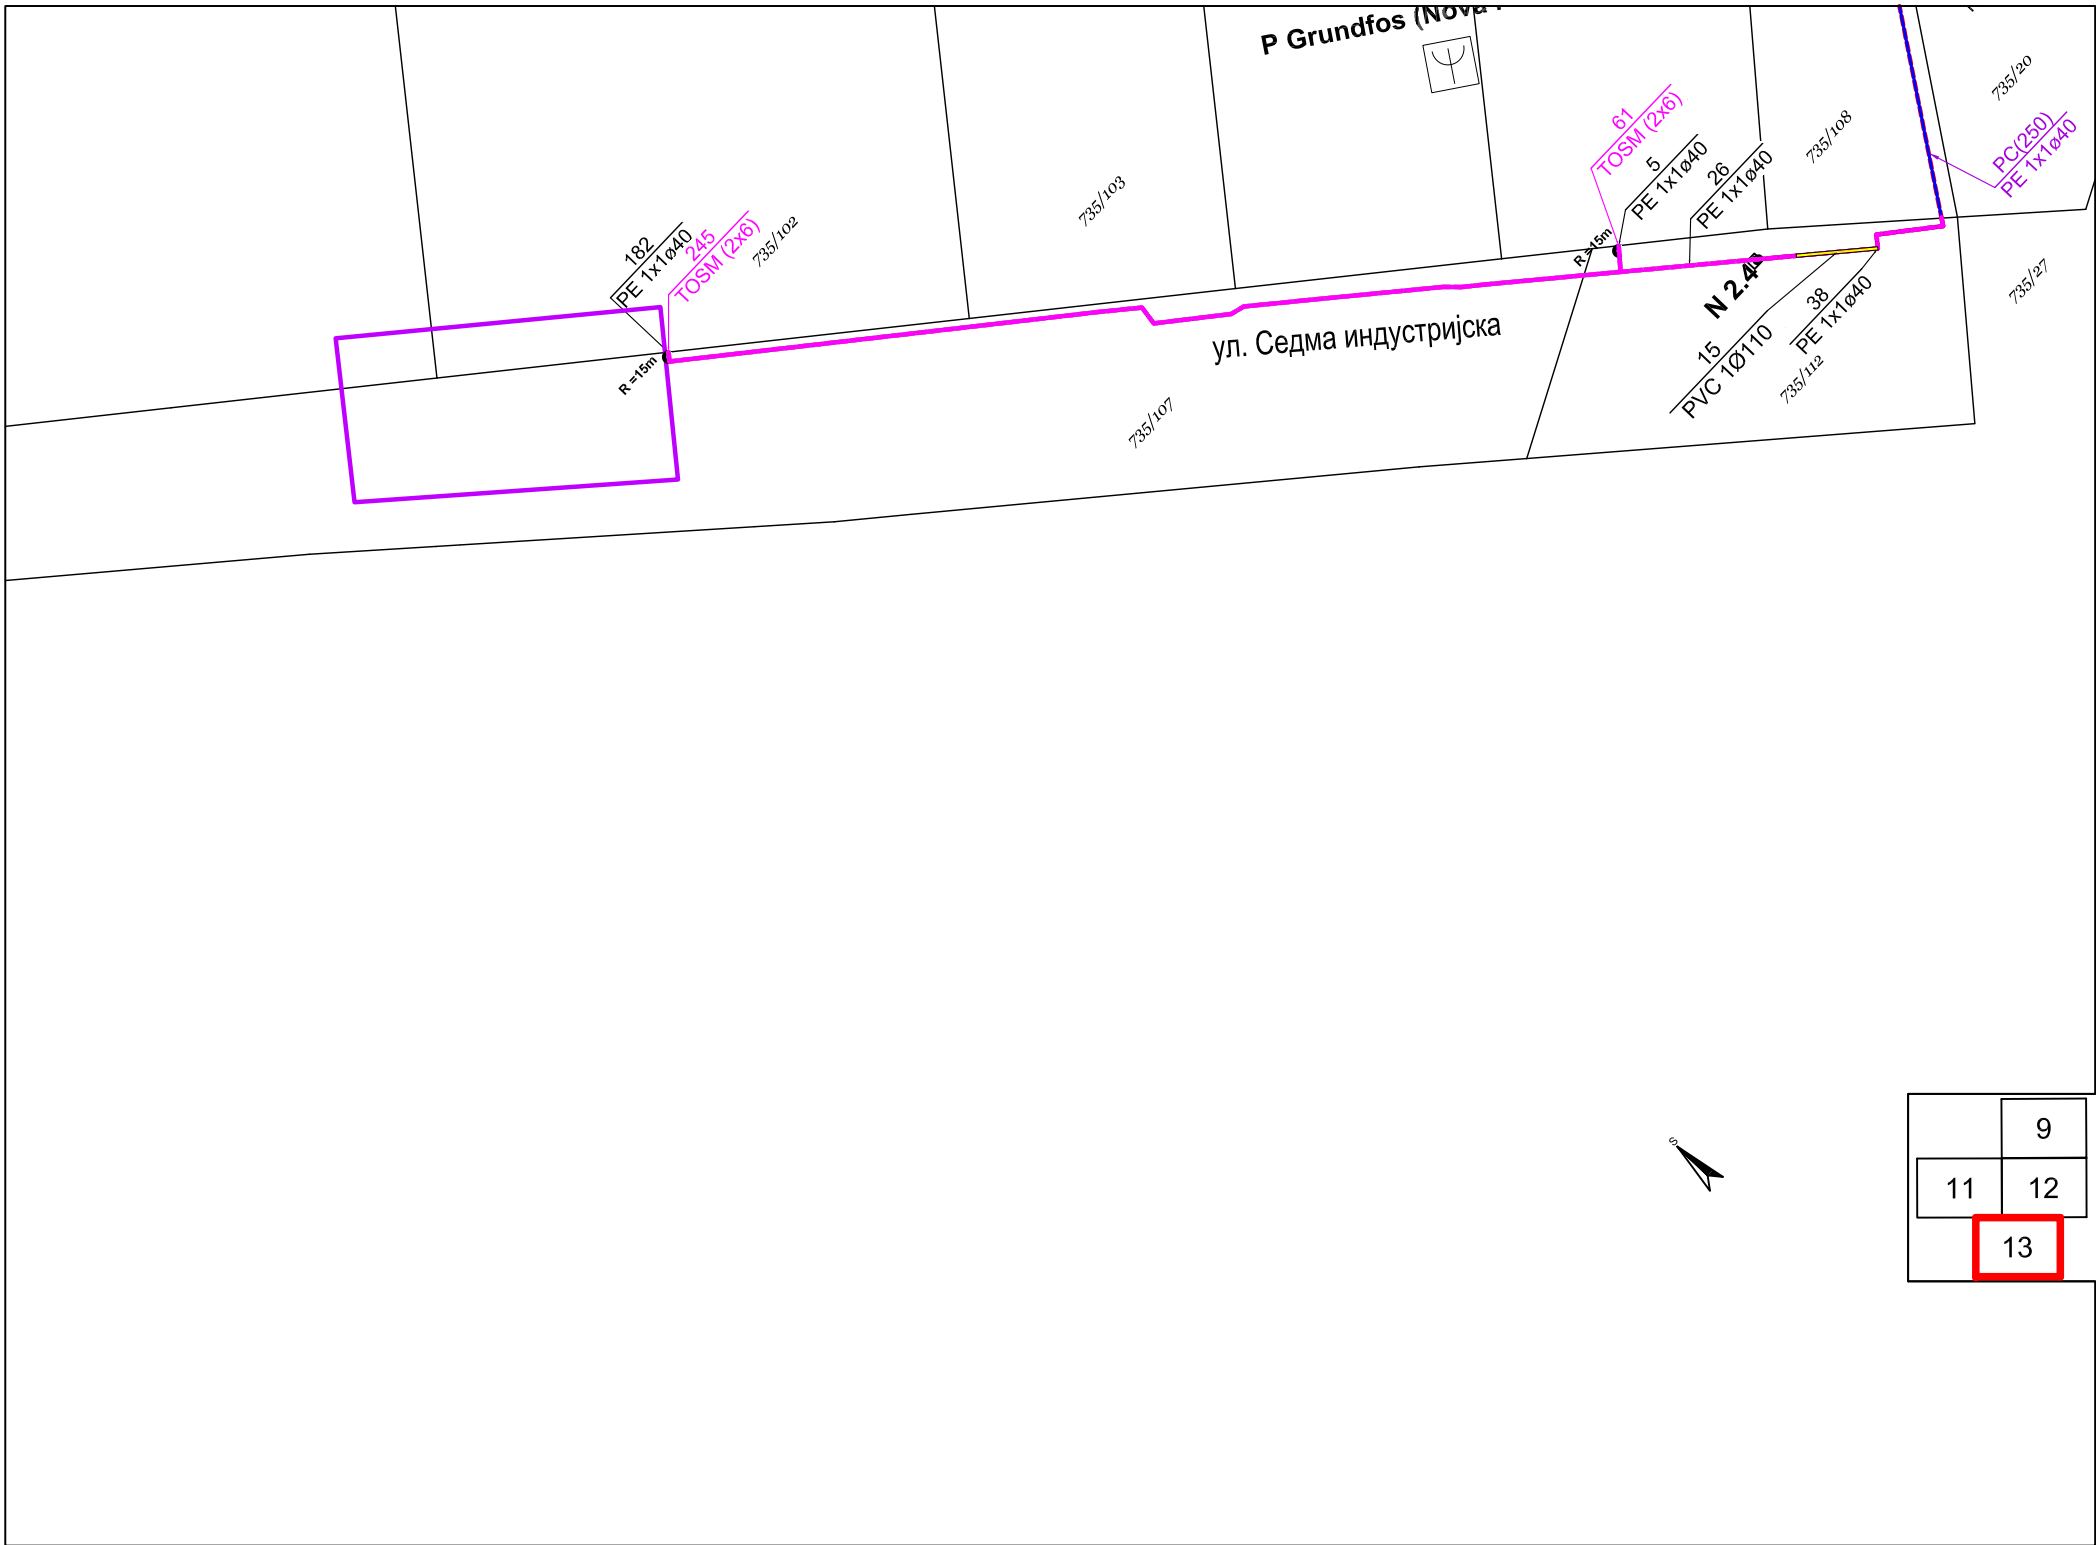 P Grundfos (Nova
735/20
61
TOSM (2x6)
735/108
PC(250)
PE 1x1ø40
5
PE 1x1ø40
26
PE 1x1ø40
735/103
182
PE 1x1ø40
245
TOSM (2x6)
735/102
R =15m
N 2.4
735/27
ул. Седма индустријска
38
PE 1x1ø40
15
PVC 1Ø110
735/112
R =15m
735/107
9
S
11
12
13